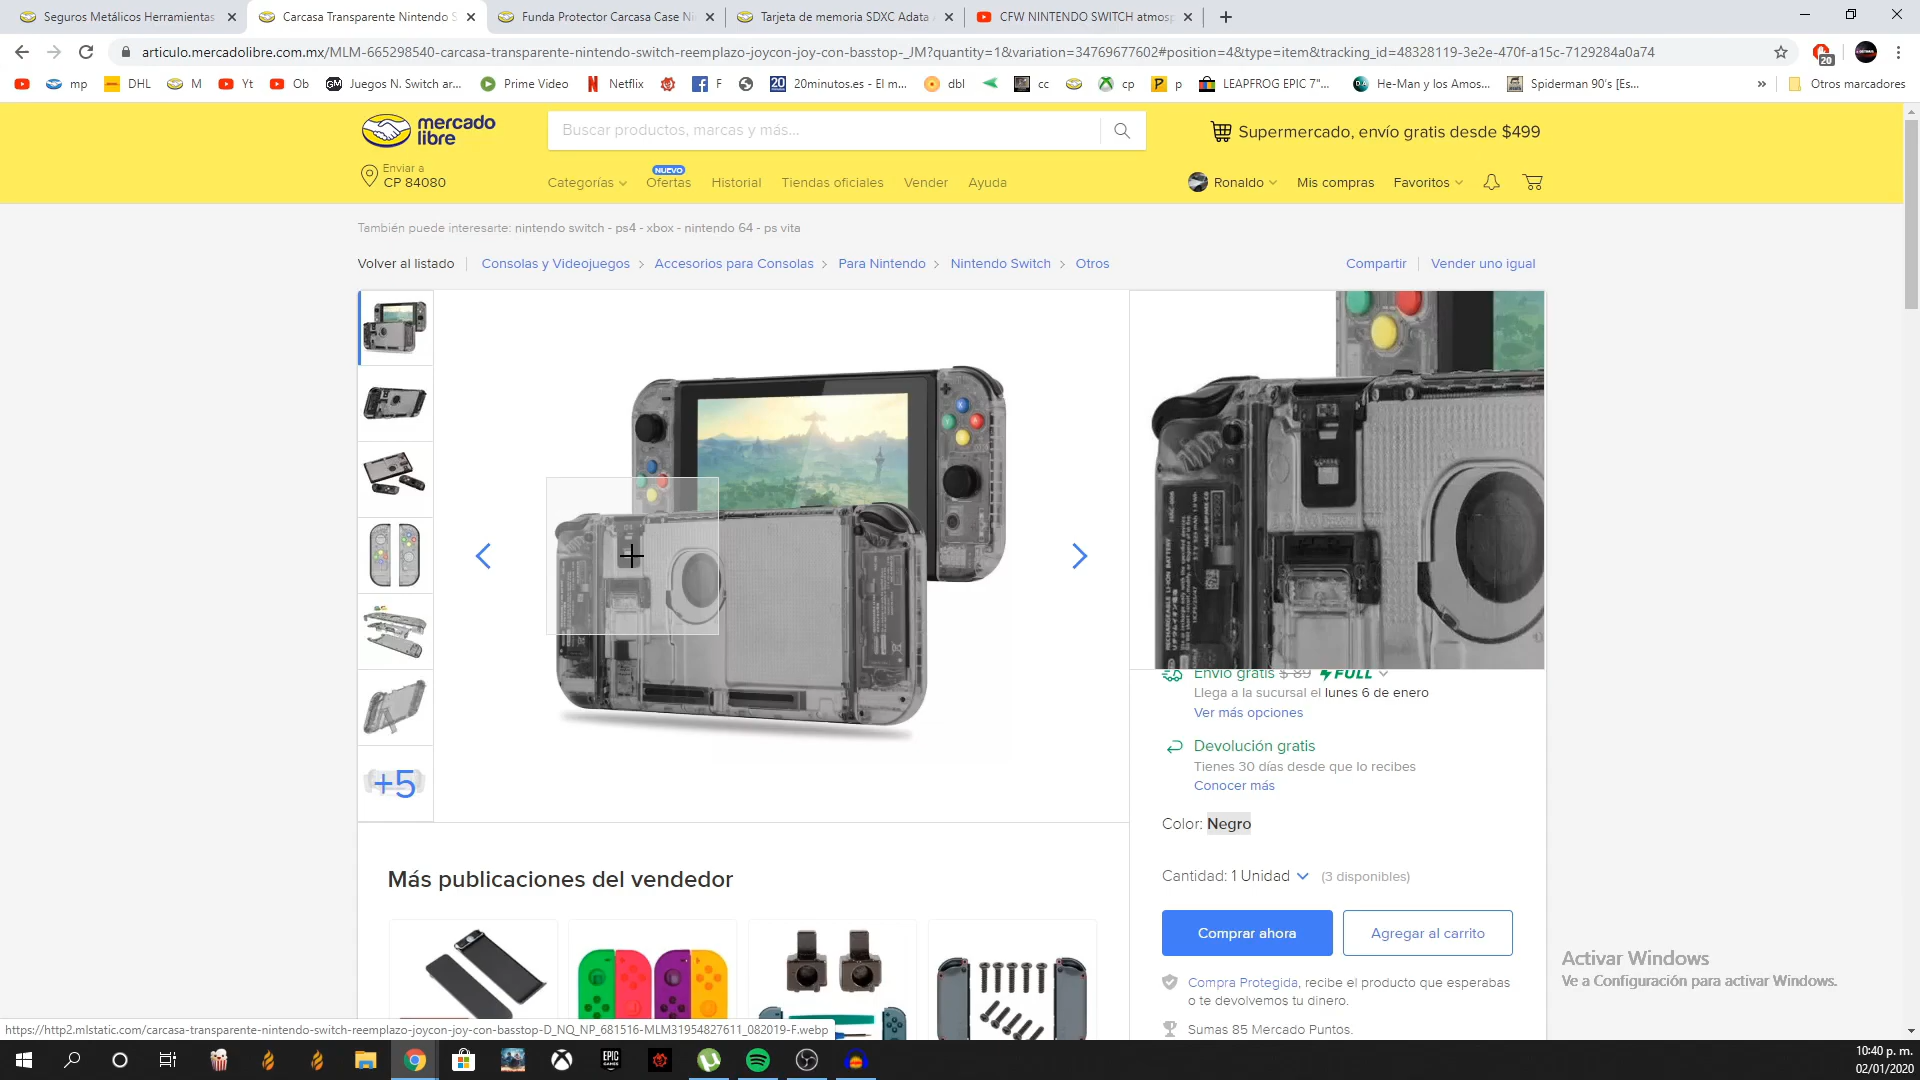 Seguros Metálicos Herramientas
Carcasa Transparente Nintendo S
Funda Protector Carcasa Case Ni
Tarjeta de memoria SDXC Adata
CFW NINTENDO SWITCH atmosp
articulo.mercadolibre.com.mx/MLM-665298540-carcasa-transparente-nintendo-switch-reemplazo-joycon-joy-con-basstop-_JM?quantity=1&variation=34769677602#position=4&type=item&tracking_id=48328119-3e2e-470f-a15c-7129284a0a74
20
mp
DHL
M
Yt
Ob
Juegos N. Switch ar...
Prime Video
Netflix
F
20minutos.es - El m...
dbl
cc
cp
p
LEAPFROG EPIC 7"...
He-Man y los Amos...
Spiderman 90's [Es...
»
Otros marcadores
mercado
libre
Buscar productos, marcas y más...
Supermercado, envío gratis desde $499
Enviar a
CP 84080
Categorías
NUEVO
Ofertas
Historial
Tiendas oficiales
Vender
Ayuda
Ronaldo
Mis compras
Favoritos
También puede interesarte: nintendo switch - ps4 - xbox - nintendo 64 - ps vita
Volver al listado
Consolas y Videojuegos
Accesorios para Consolas
Para Nintendo
Nintendo Switch
Otros
Compartir
Vender uno igual
+5
Envío gratis $ 89 FULL
Llega a la sucursal el lunes 6 de enero
Ver más opciones
Devolución gratis
Tienes 30 días desde que lo recibes
Conocer más
Color: Negro
Cantidad: 1 Unidad (3 disponibles)
Comprar ahora
Agregar al carrito
Compra Protegida, recibe el producto que esperabas
o te devolvemos tu dinero.
Sumas 85 Mercado Puntos.
Más publicaciones del vendedor
Activar Windows
Ve a Configuración para activar Windows.
https://http2.mlstatic.com/carcasa-transparente-nintendo-switch-reemplazo-joycon-joy-con-basstop-D_NQ_NP_681516-MLM31954827611_082019-F.webp
EPIC
GAMES
10:40 p. m.
02/01/2020